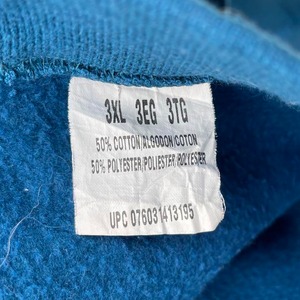 3XL 3EG 3TG
50% COTTON/ALGODON/COTON
50% POLYESTER/POLIESTER/POLYESTER
UPC 076031413195